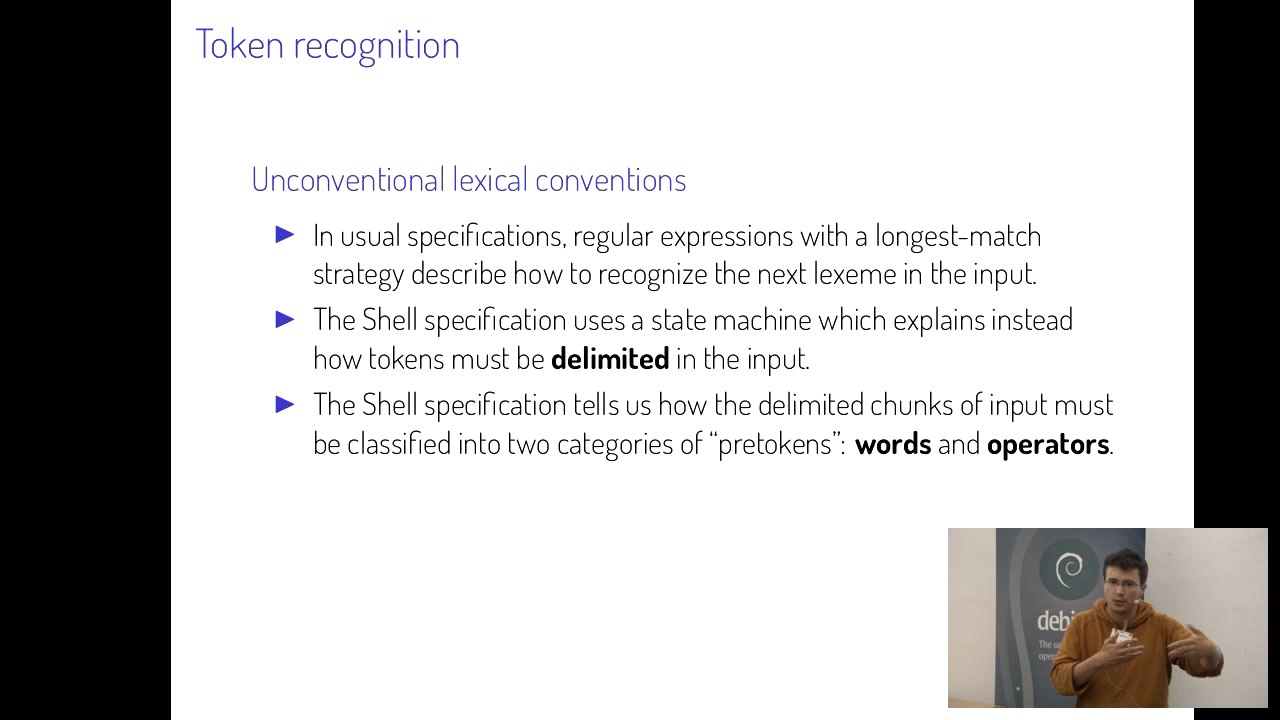 Token recognition
Unconventional lexical conventions
In usual specifications, regular expressions with a longest-match
strategy describe how to recognize the next lexeme in the input.
The Shell specification uses a state machine which explains instead
how tokens must be delimited in the input.
The Shell specification tells us how the delimited chunks of input must
be classified into two categories of “pretokens”: words and operators.
The